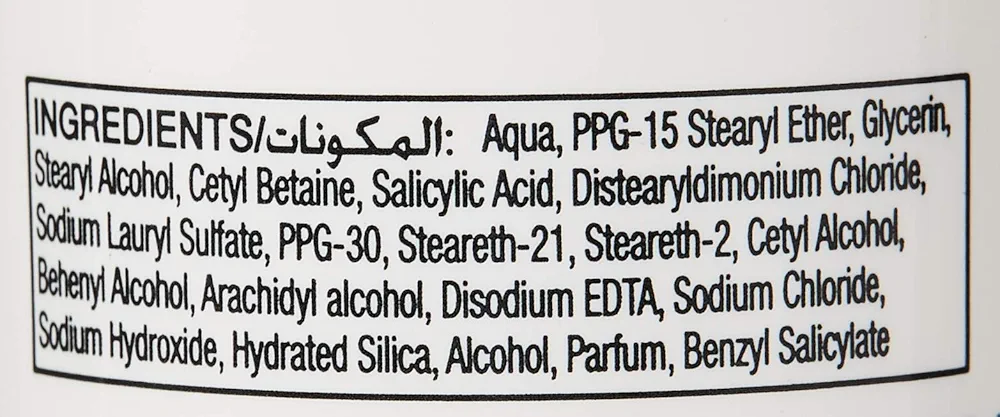 INGREDIENTS/المكونات: Aqua, PPG-15 Stearyl Ether, Glycerin,
Stearyl Alcohol, Cetyl Betaine, Salicylic Acid, Distearyldimonium Chloride,
Sodium Lauryl Sulfate, PPG-30, Steareth-21, Steareth-2, Cetyl Alcohol,
Behenyl Alcohol, Arachidyl alcohol, Disodium EDTA, Sodium Chloride,
Sodium Hydroxide, Hydrated Silica, Alcohol, Parfum, Benzyl Salicylate